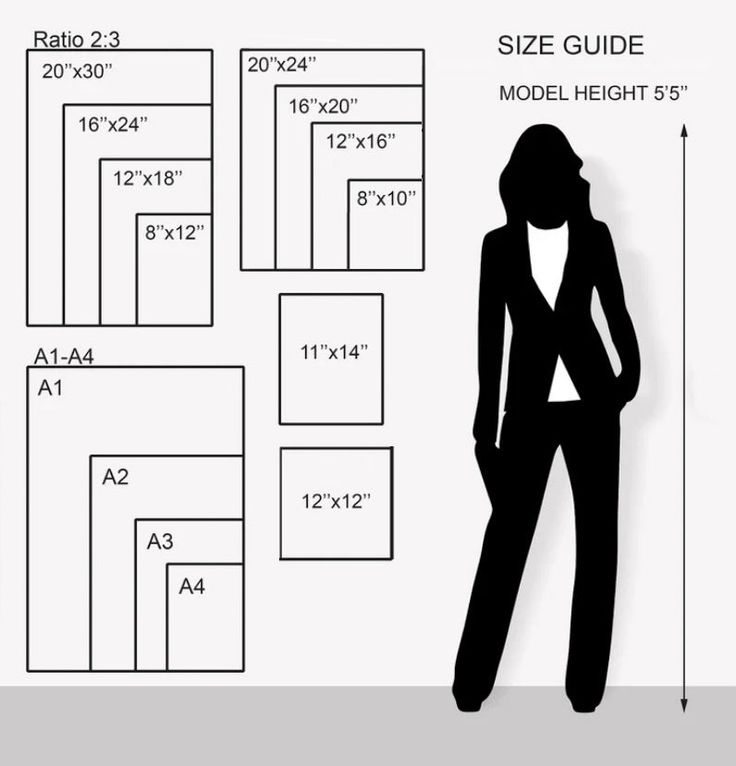 Ratio 2:3
20”x30”
16”x24”
12”x18”
8”x12”
20”x24”
16”x20”
12”x16”
8”x10”
11”x14”
12”x12”
A1-A4
A1
A2
A3
A4
SIZE GUIDE
MODEL HEIGHT 5’5”